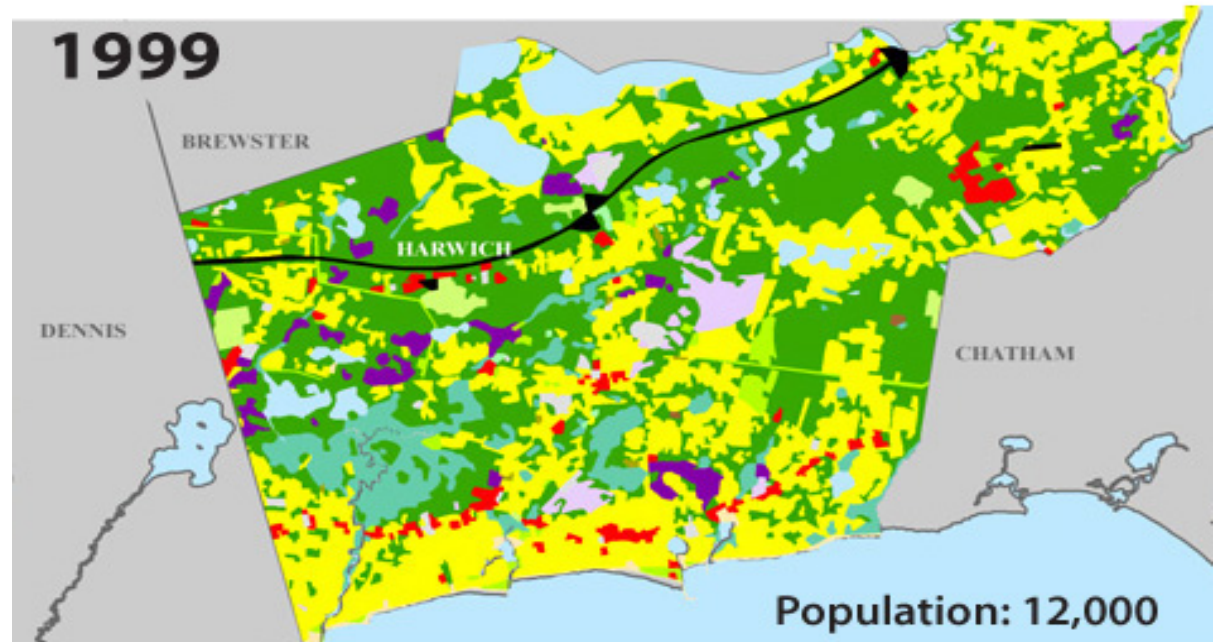 1999
BREWSTER
HARWICH
DENNIS
CHATHAM
Population: 12,000